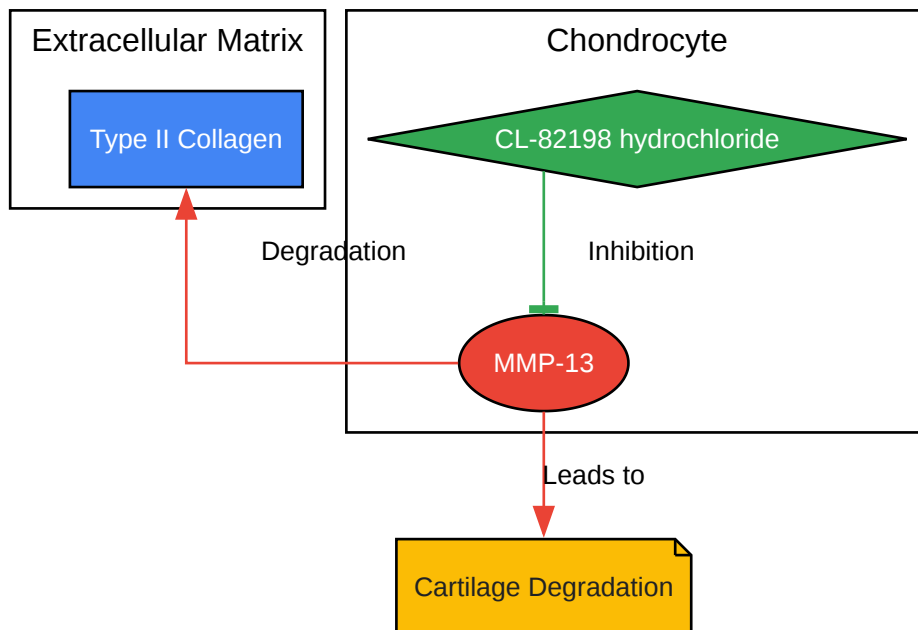 Extracellular Matrix
Chondrocyte
Type II Collagen
CL-82198 hydrochloride
Degradation
Inhibition
MMP-13
Leads to
Cartilage Degradation